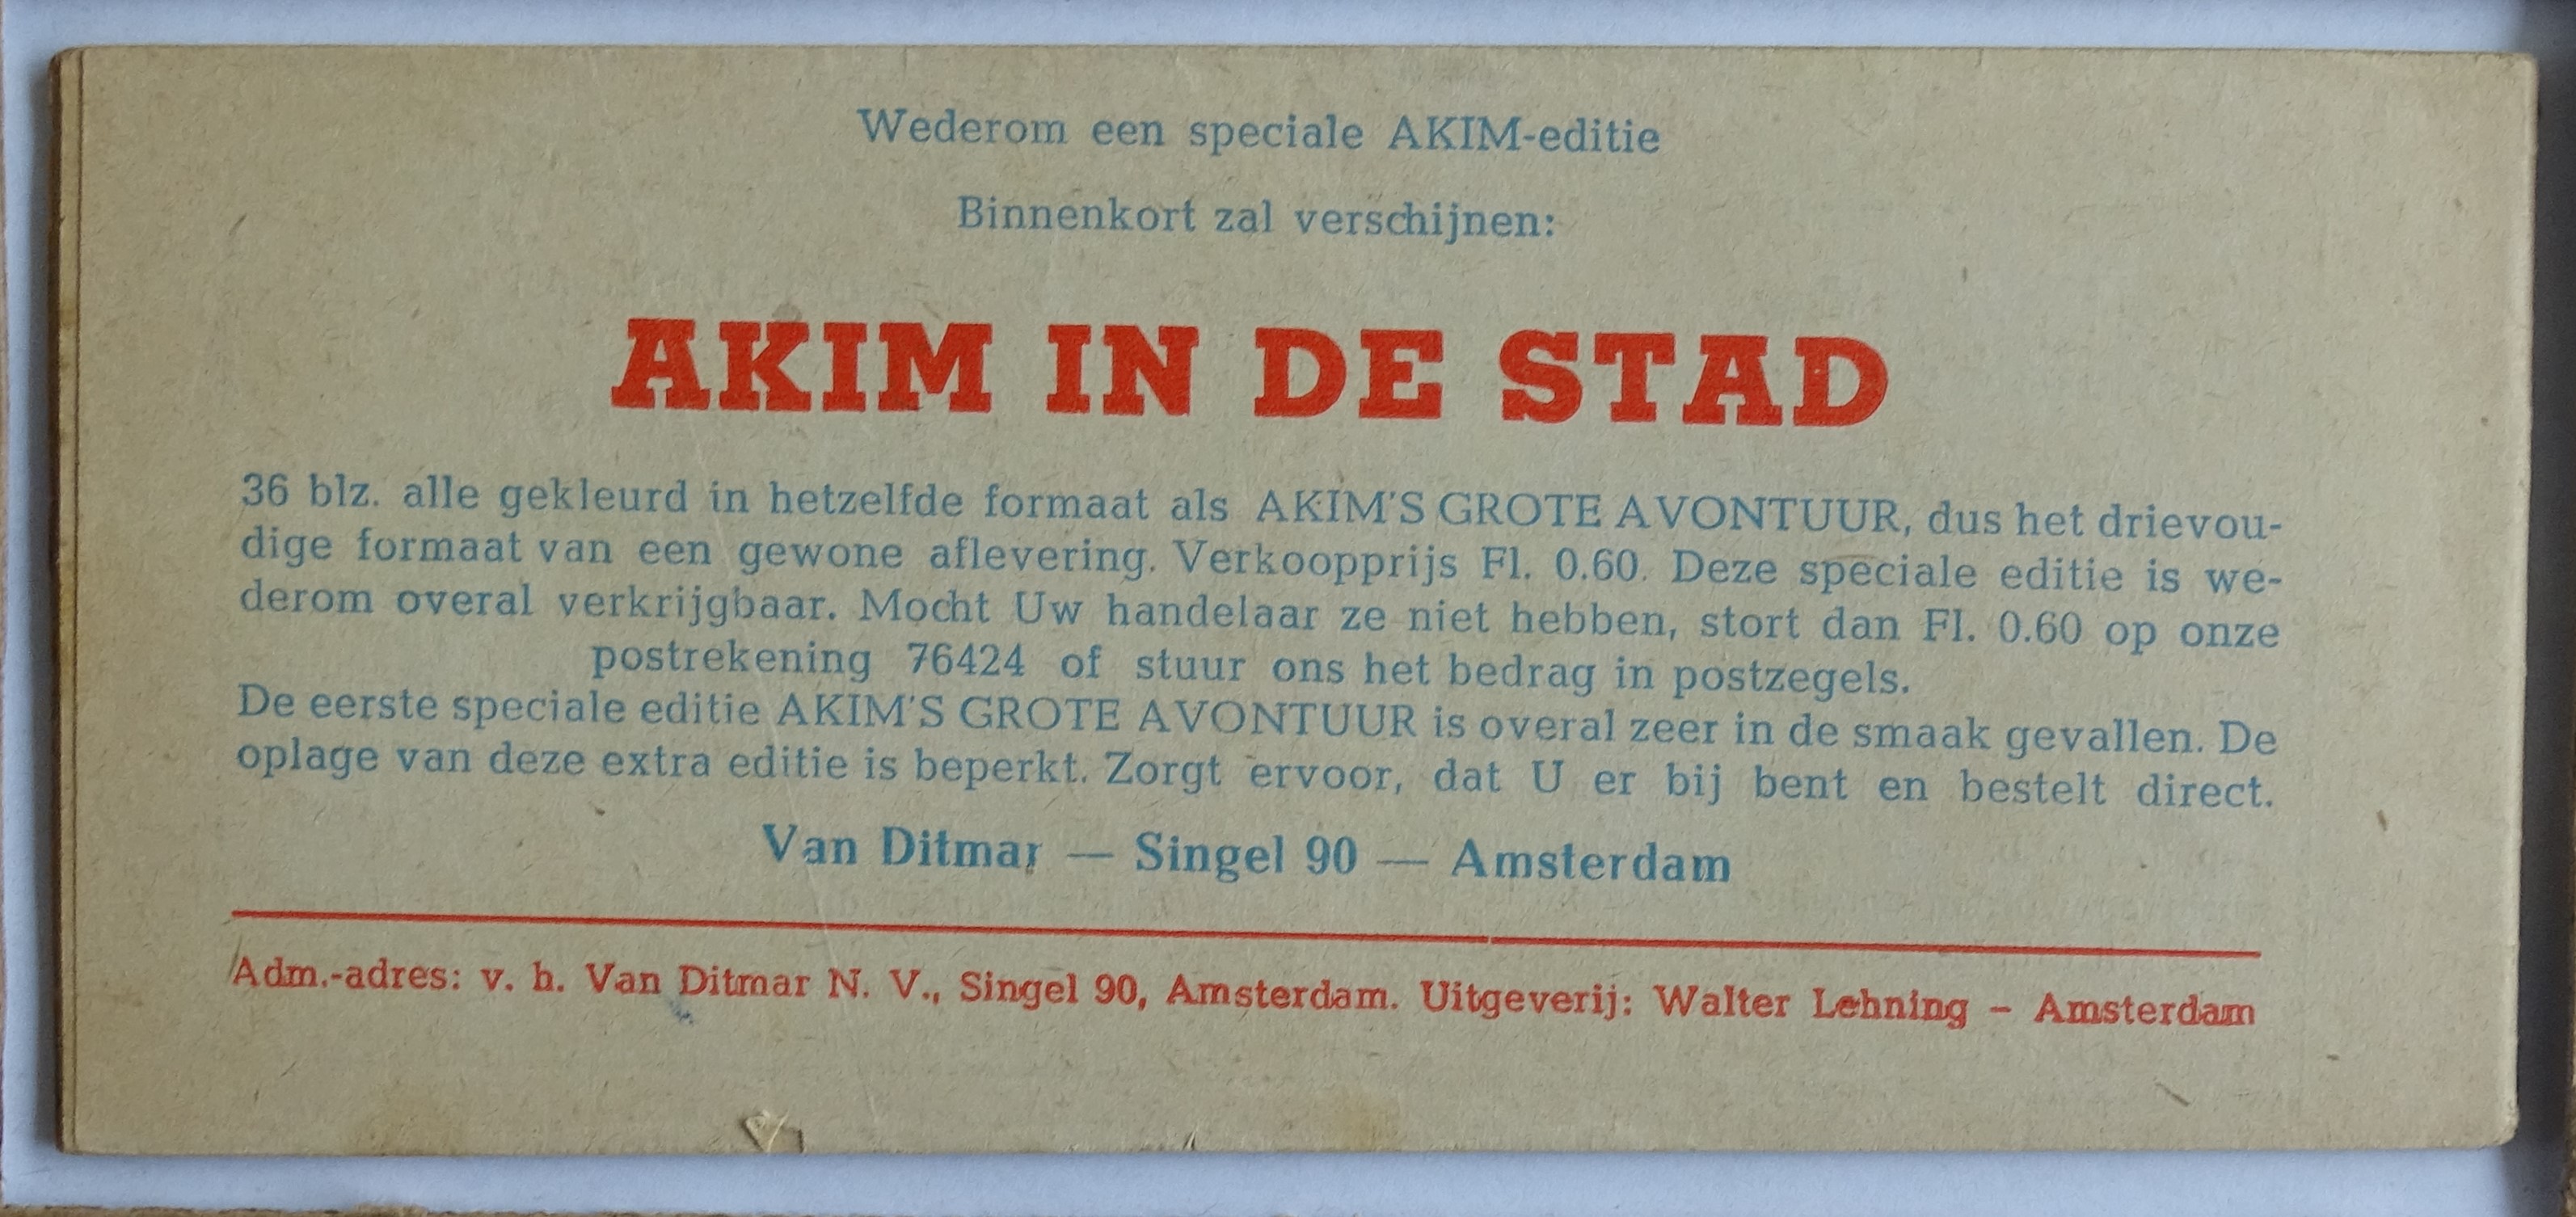 Wederom een speciale AKIM-editie
Binnenkort zal verschijnen:
AKIM IN DE STAD
36 blz. alle gekleurd in hetzelfde formaat als AKIM'S GROTE AVONTUUR, dus het drievou-
dige formaat van een gewone aflevering. Verkoopprijs Fl. 0.60. Deze speciale editie is we-
derom overal verkrijgbaar. Mocht Uw handelaar ze niet hebben, stort dan Fl. 0.60 op onze
postrekening 76424 of stuur ons het bedrag in postzegels.
De eerste speciale editie AKIM'S GROTE AVONTUUR is overal zeer in de smaak gevallen. De
oplage van deze extra editie is beperkt. Zorgt ervoor, dat U er bij bent en bestelt direct.
Van Ditmar — Singel 90 — Amsterdam
Adm.-adres: v. h. Van Ditmar N. V., Singel 90, Amsterdam. Uitgeverij: Walter Lehning – Amsterdam